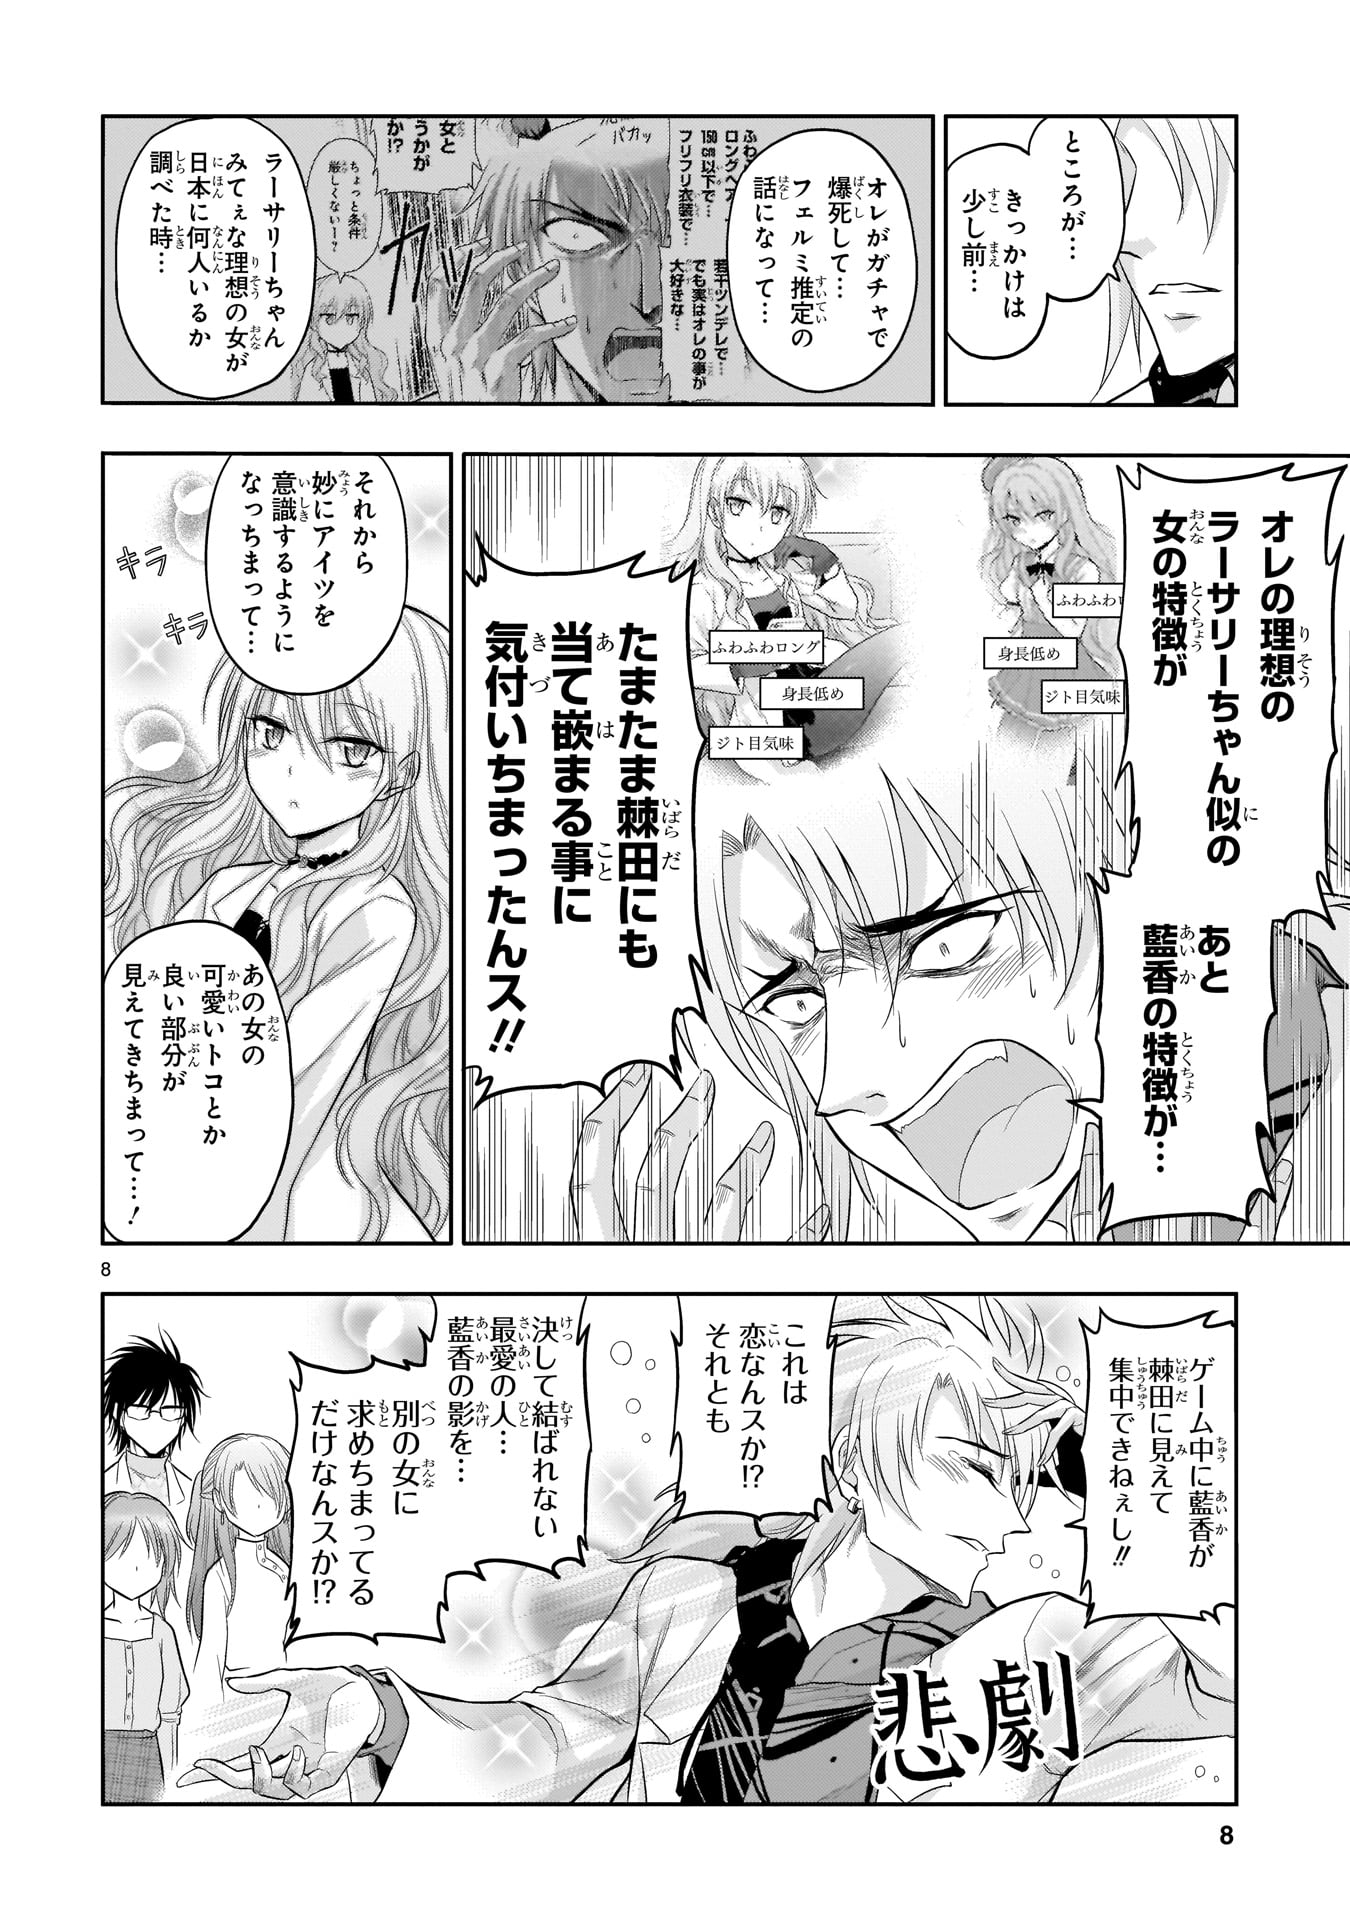 ところが…
きっかけは
少し前…
オレがガチャで
爆死して…
フェルミ推定の
話になって…
バカッ
ロングヘア
150cm以下で…
フリフリ衣装で…
若干ツンデレで…
でも実はオレの事が
大好きな…
女と
うかが
か!?
ちょっと条件
厳しくないー?
ガッ
ラーサリーちゃん
みてぇな理想の女が
日本に何人いるか
調べた時…
オレの理想の
ラーサリーちゃん似の
女の特徴が
あと
藍香の特徴が…
ふわふわロ
身長低め
ジト目気味
ふわふわロング
身長低め
ジト目気味
たまたま棘田にも
当て嵌まる事に
気付いちまったんス!!
それから
妙にアイツを
意識するように
なっちまって…
キラ
キラ
あの女の
可愛いトコとか
良い部分が
見えてきちまって…!
8
ゲーム中に藍香が
棘田に見えて
集中できねぇし!!
これは
恋なんスか!?
それとも
決して結ばれない
最愛の人…
藍香の影を…
別の女に
求めちまってる
だけなんスか!?
悲劇
8